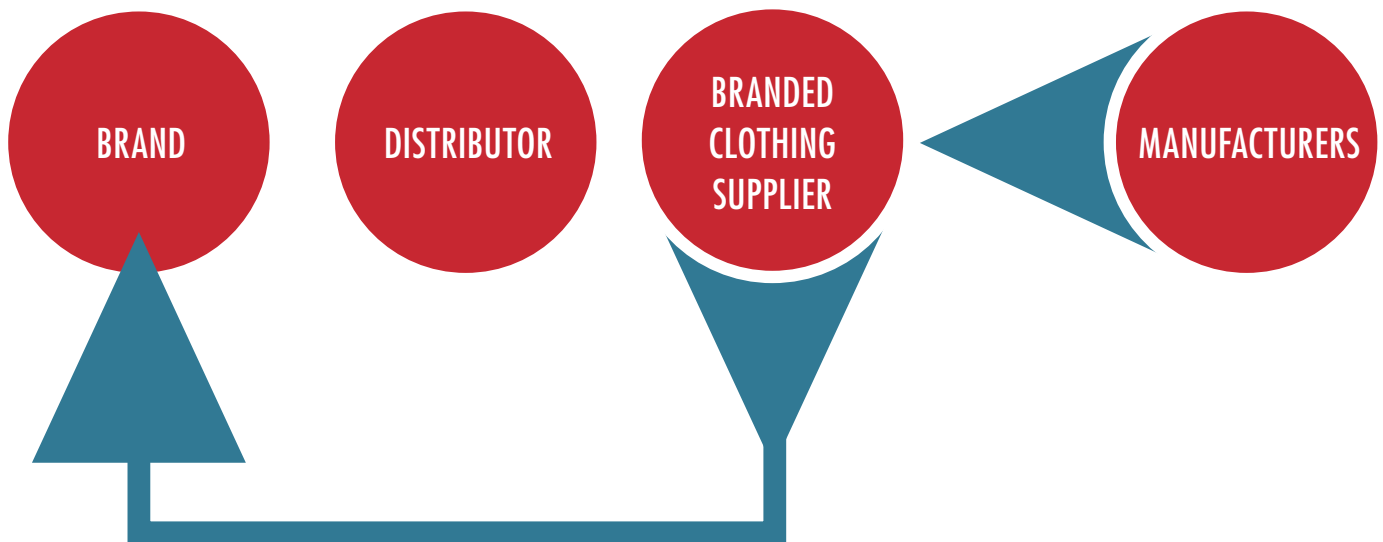 BRAND
DISTRIBUTOR
BRANDED
CLOTHING
SUPPLIER
MANUFACTURERS